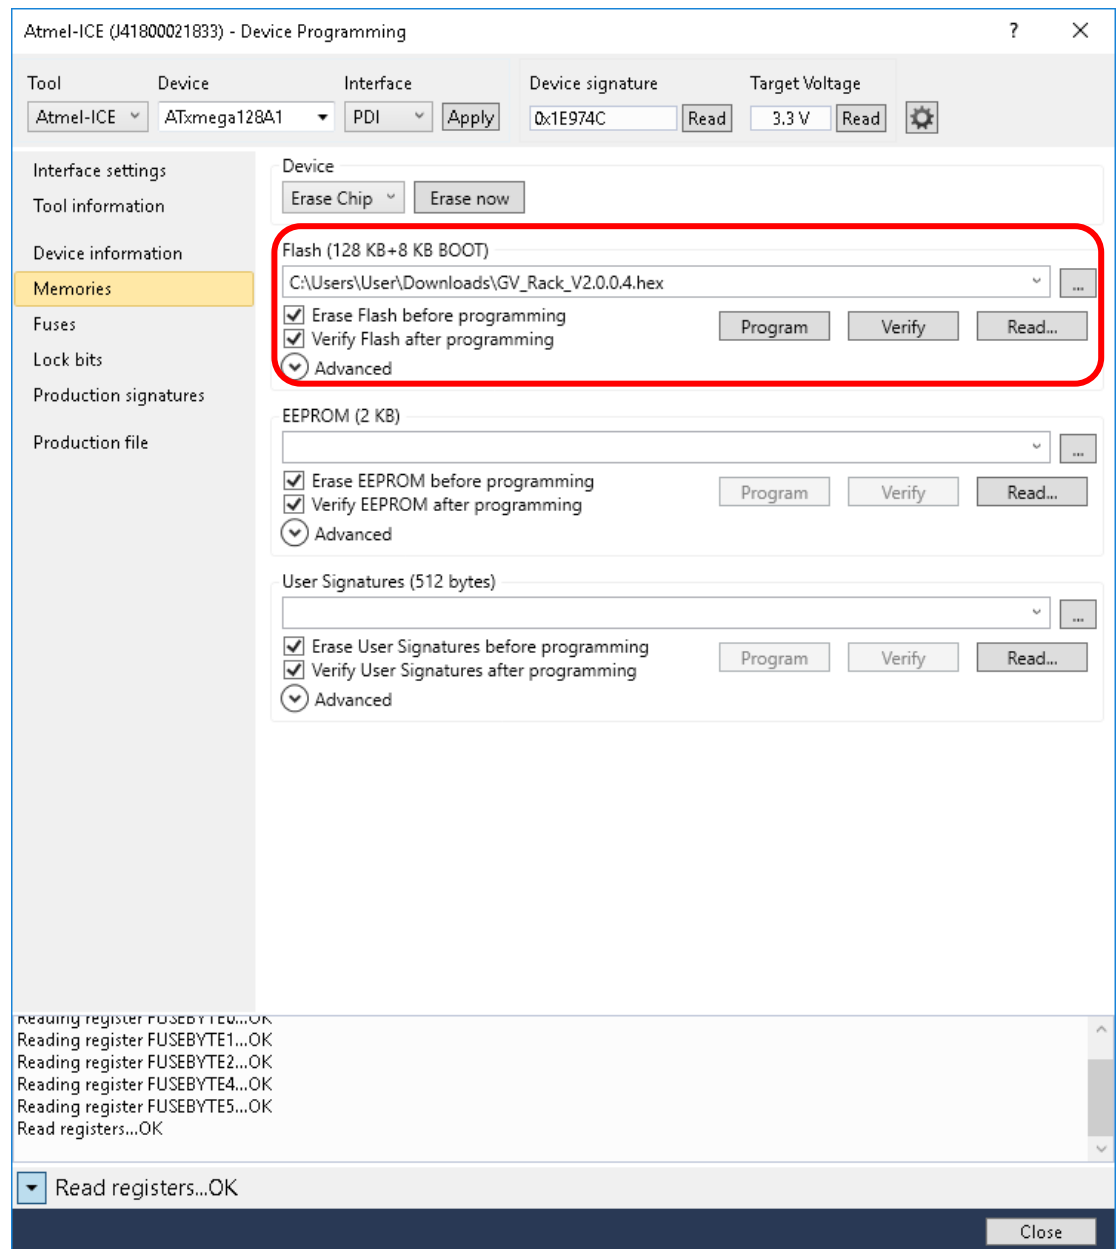 Atmel-ICE (J41800021833) - Device Programming ?
Tool Device Interface Device signature Target Voltage
Atmel-ICE ATxmega128A1 PDI Apply 0x1E974C Read 3.3 V Read
Interface settings
Tool information
Device information
Memories
Fuses
Lock bits
Production signatures
Production file
Device
Erase Chip Erase now
Flash (128 KB+8 KB BOOT)
C:\Users\User\Downloads\GV_Rack_V2.0.0.4.hex ...
Erase Flash before programming
Verify Flash after programming
Program Verify Read...
Advanced
EEPROM (2 KB)
...
Erase EEPROM before programming
Verify EEPROM after programming
Program Verify Read...
Advanced
User Signatures (512 bytes)
...
Erase User Signatures before programming
Verify User Signatures after programming
Program Verify Read...
Advanced
Reading register FUSEBYTE0...OK
Reading register FUSEBYTE1...OK
Reading register FUSEBYTE2...OK
Reading register FUSEBYTE4...OK
Reading register FUSEBYTE5...OK
Read registers...OK
Read registers...OK
Close